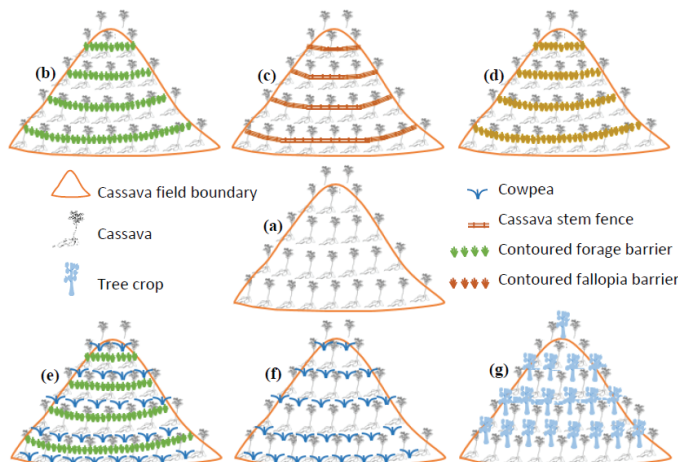 (b)
(c)
(d)
Cassava field boundary
Cassava
Tree crop
(a)
Cowpea
Cassava stem fence
Contoured forage barrier
Contoured fallopia barrier
(e)
(f)
(g)